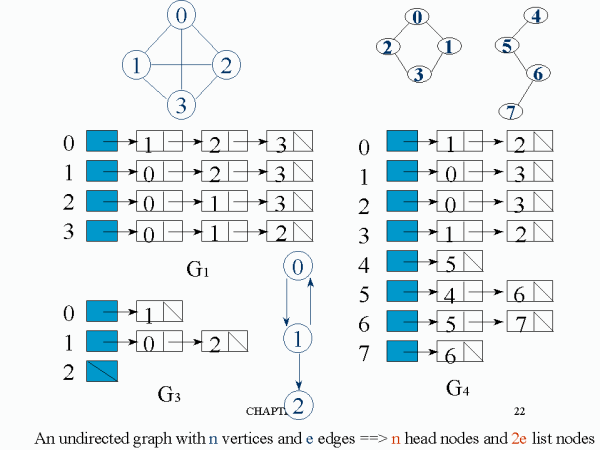 0
1 2
3
0
2 1
3
4
5
6
7
0 1 2 3
1 0 2 3
2 0 1 3
3 0 1 2
G1
0 1 2
1 0 3
2 0 3
3 1 2
4 5
5 4 6
6 5 7
7 6
G4
0 1
1 0 2
2
G3
0
1
2
CHAPT
22
An undirected graph with n vertices and e edges ==> n head nodes and 2e list nodes